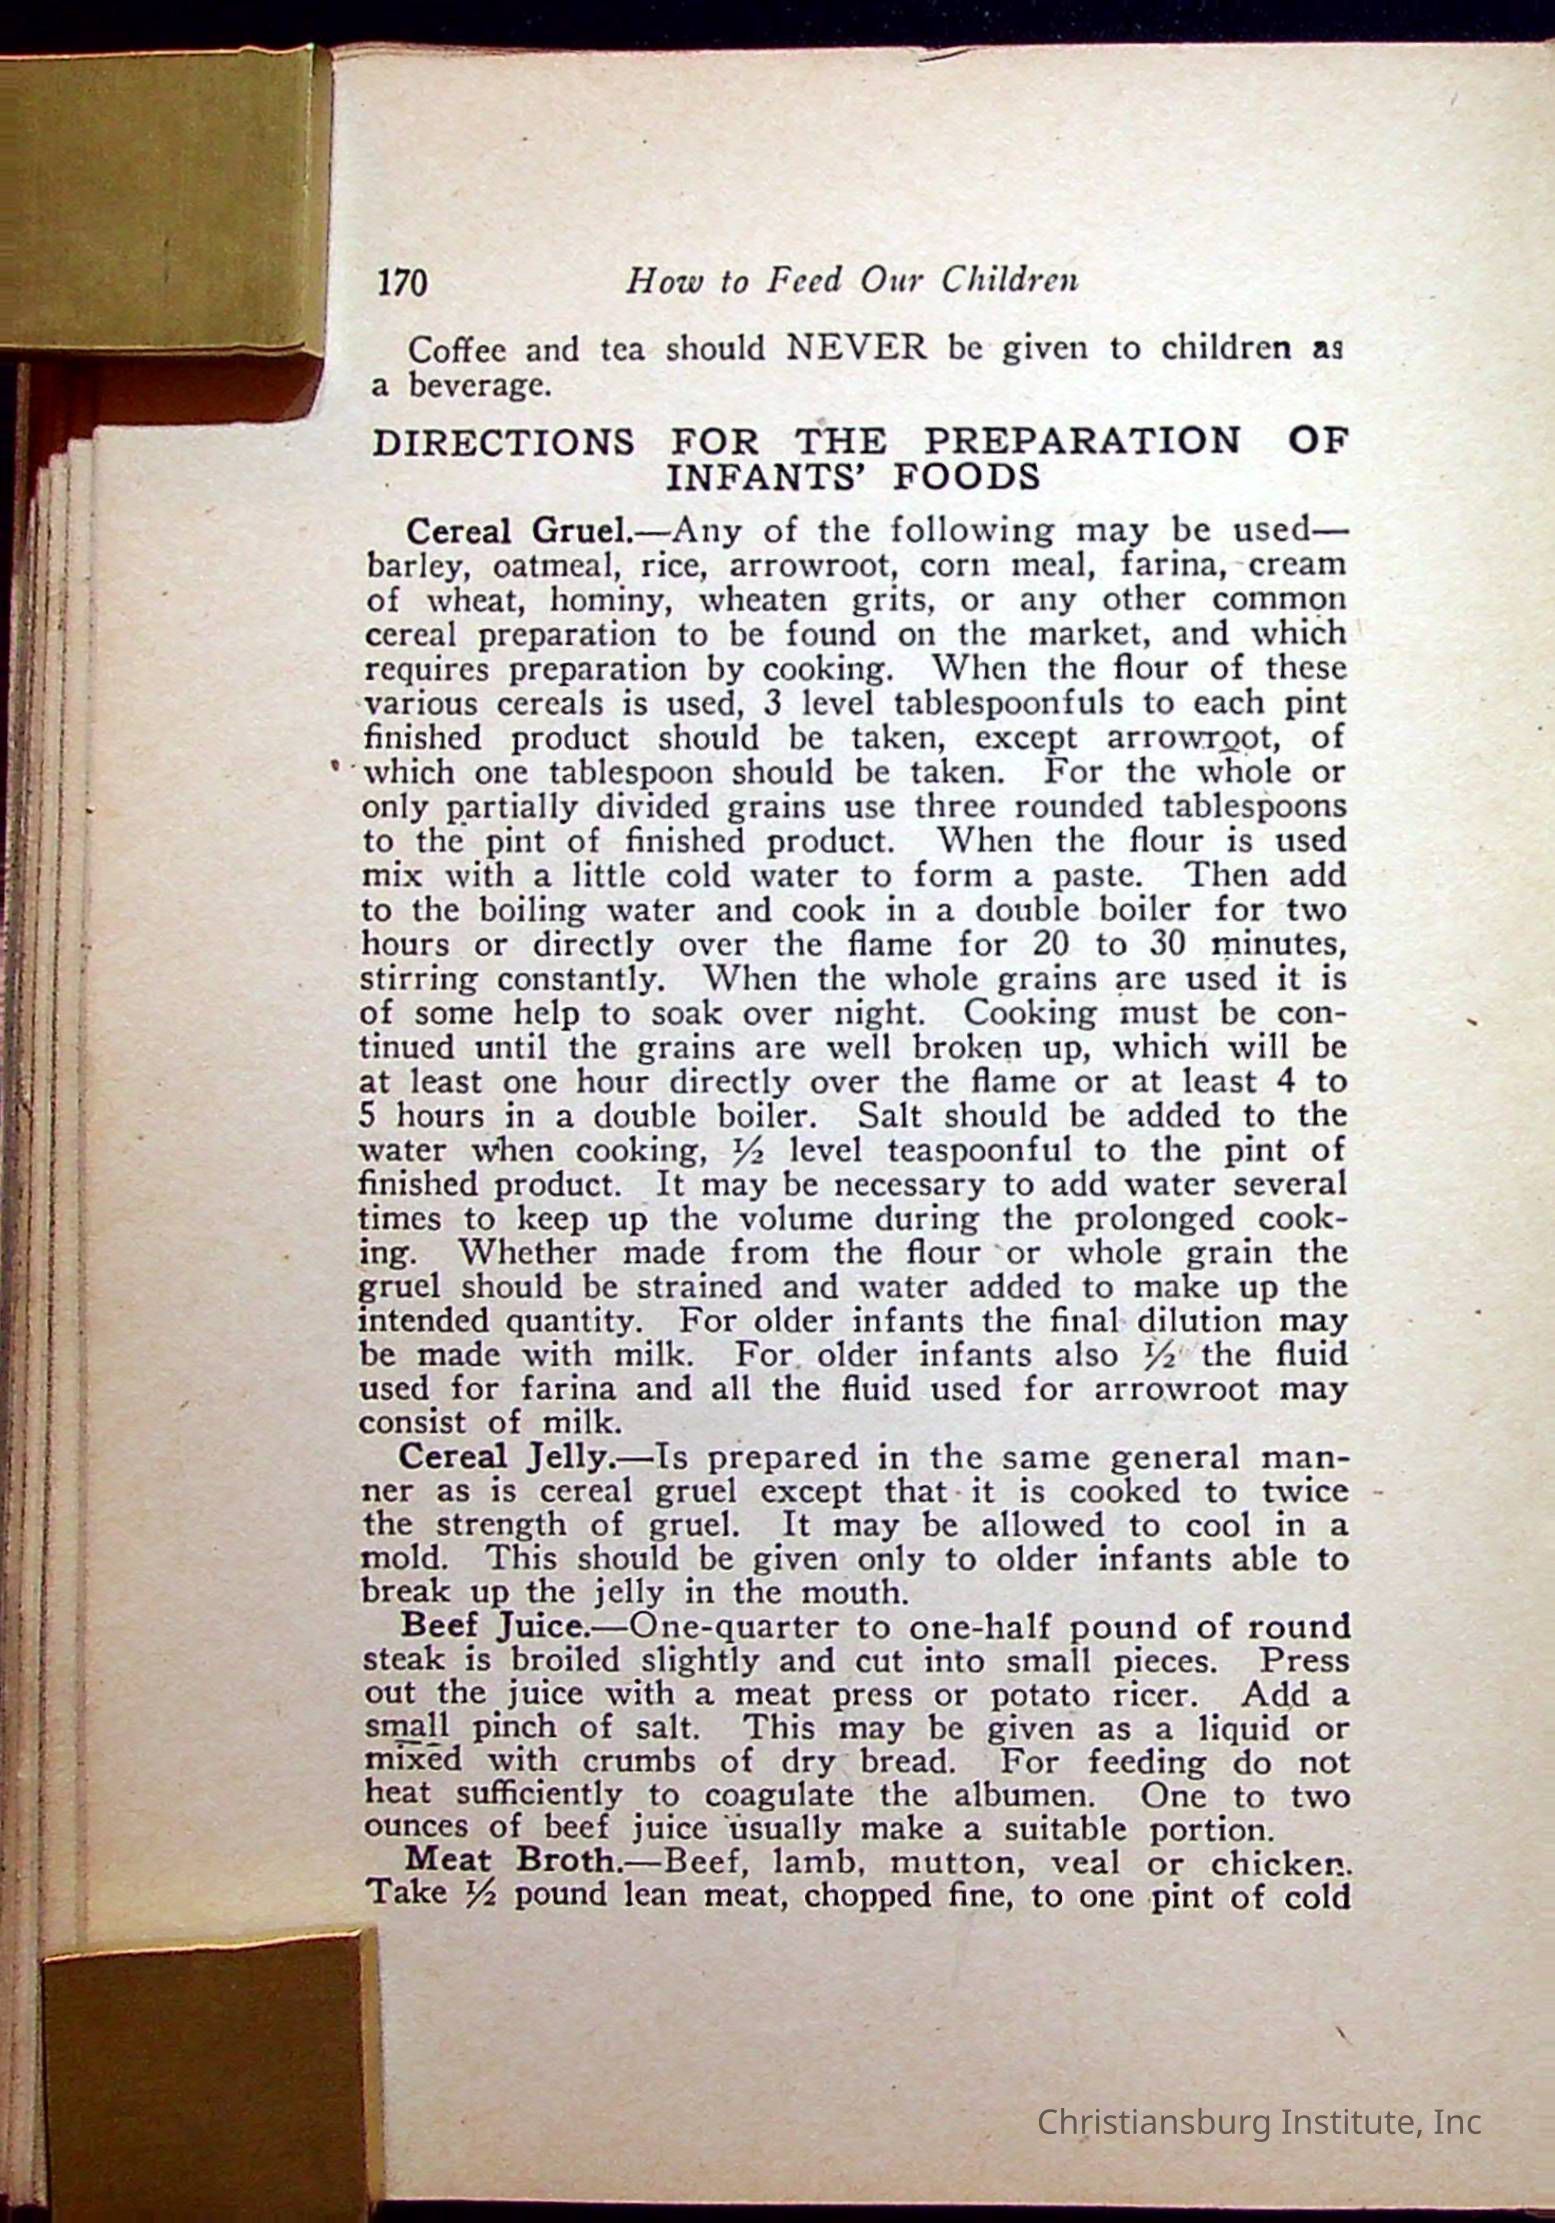 170 How to Feed Our Children
Coffee and tea should NEVER be given to children as
a beverage.
DIRECTIONS FOR THE PREPARATION OF
INFANTS' FOODS
Cereal Gruel.—Any of the following may be used—
barley, oatmeal, rice, arrowroot, corn meal, farina, cream
of wheat, hominy, wheaten grits, or any other common
cereal preparation to be found on the market, and which
requires preparation by cooking. When the flour of these
various cereals is used, 3 level tablespoonfuls to each pint
finished product should be taken, except arrowroot, of
which one tablespoon should be taken. For the whole or
only partially divided grains use three rounded tablespoons
to the pint of finished product. When the flour is used
mix with a little cold water to form a paste. Then add
to the boiling water and cook in a double boiler for two
hours or directly over the flame for 20 to 30 minutes,
stirring constantly. When the whole grains are used it is
of some help to soak over night. Cooking must be con-
tinued until the grains are well broken up, which will be
at least one hour directly over the flame or at least 4 to
5 hours in a double boiler. Salt should be added to the
water when cooking, ½ level teaspoonful to the pint of
finished product. It may be necessary to add water several
times to keep up the volume during the prolonged cook-
ing. Whether made from the flour or whole grain the
gruel should be strained and water added to make up the
intended quantity. For older infants the final dilution may
be made with milk. For older infants also ½ the fluid
used for farina and all the fluid used for arrowroot may
consist of milk.
Cereal Jelly.—Is prepared in the same general man-
ner as is cereal gruel except that it is cooked to twice
the strength of gruel. It may be allowed to cool in a
mold. This should be given only to older infants able to
break up the jelly in the mouth.
Beef Juice.—One-quarter to one-half pound of round
steak is broiled slightly and cut into small pieces. Press
out the juice with a meat press or potato ricer. Add a
small pinch of salt. This may be given as a liquid or
mixed with crumbs of dry bread. For feeding do not
heat sufficiently to coagulate the albumen. One to two
ounces of beef juice usually make a suitable portion.
Meat Broth.—Beef, lamb, mutton, veal or chicken.
Take ½ pound lean meat, chopped fine, to one pint of cold
Christiansburg Institute, Inc